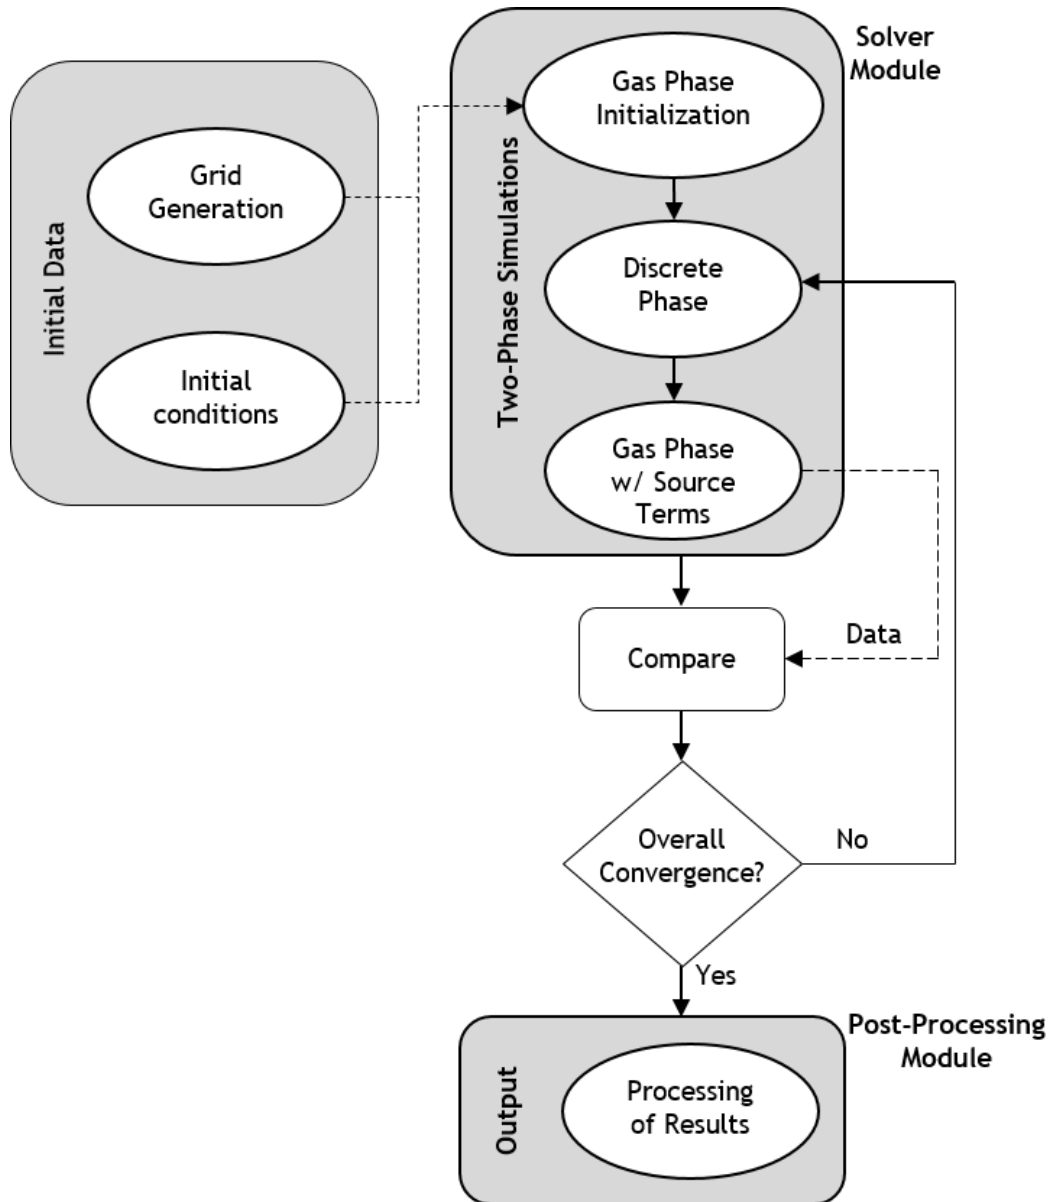 Solver
Module
Gas Phase
Initialization
Grid
Generation
Initial Data
Initial
conditions
Two-Phase Simulations
Discrete
Phase
Gas Phase
w/ Source
Terms
Data
Compare
Overall
Convergence?
No
Yes
Post-Processing
Module
Output
Processing
of Results